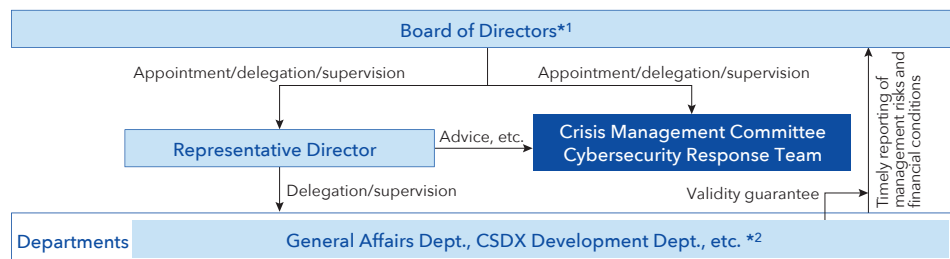 Board of Directors*1
Appointment/delegation/supervision
Appointment/delegation/supervision
Representative Director
Advice, etc.
Crisis Management Committee
Cybersecurity Response Team
Delegation/supervision
Validity guarantee
Timely reporting of
management risks and
financial conditions
Departments
General Affairs Dept., CSDX Development Dept., etc. *2